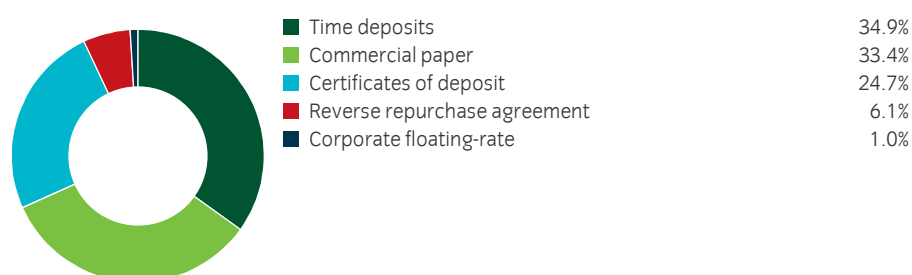 Time deposits 34.9%
Commercial paper 33.4%
Certificates of deposit 24.7%
Reverse repurchase agreement 6.1%
Corporate floating-rate 1.0%